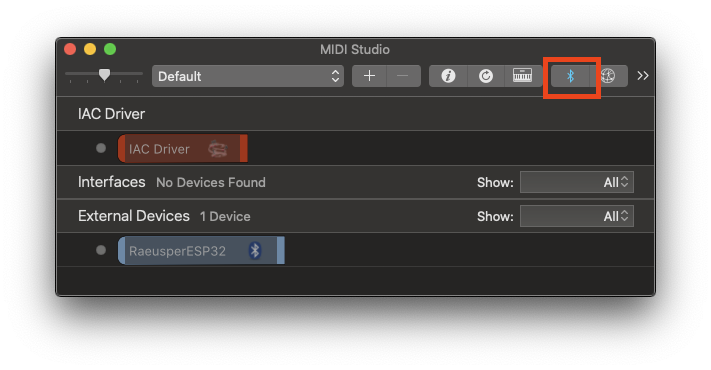 MIDI Studio
Default
IAC Driver
IAC Driver
Interfaces No Devices Found Show: All
External Devices 1 Device Show: All
RaeusperESP32